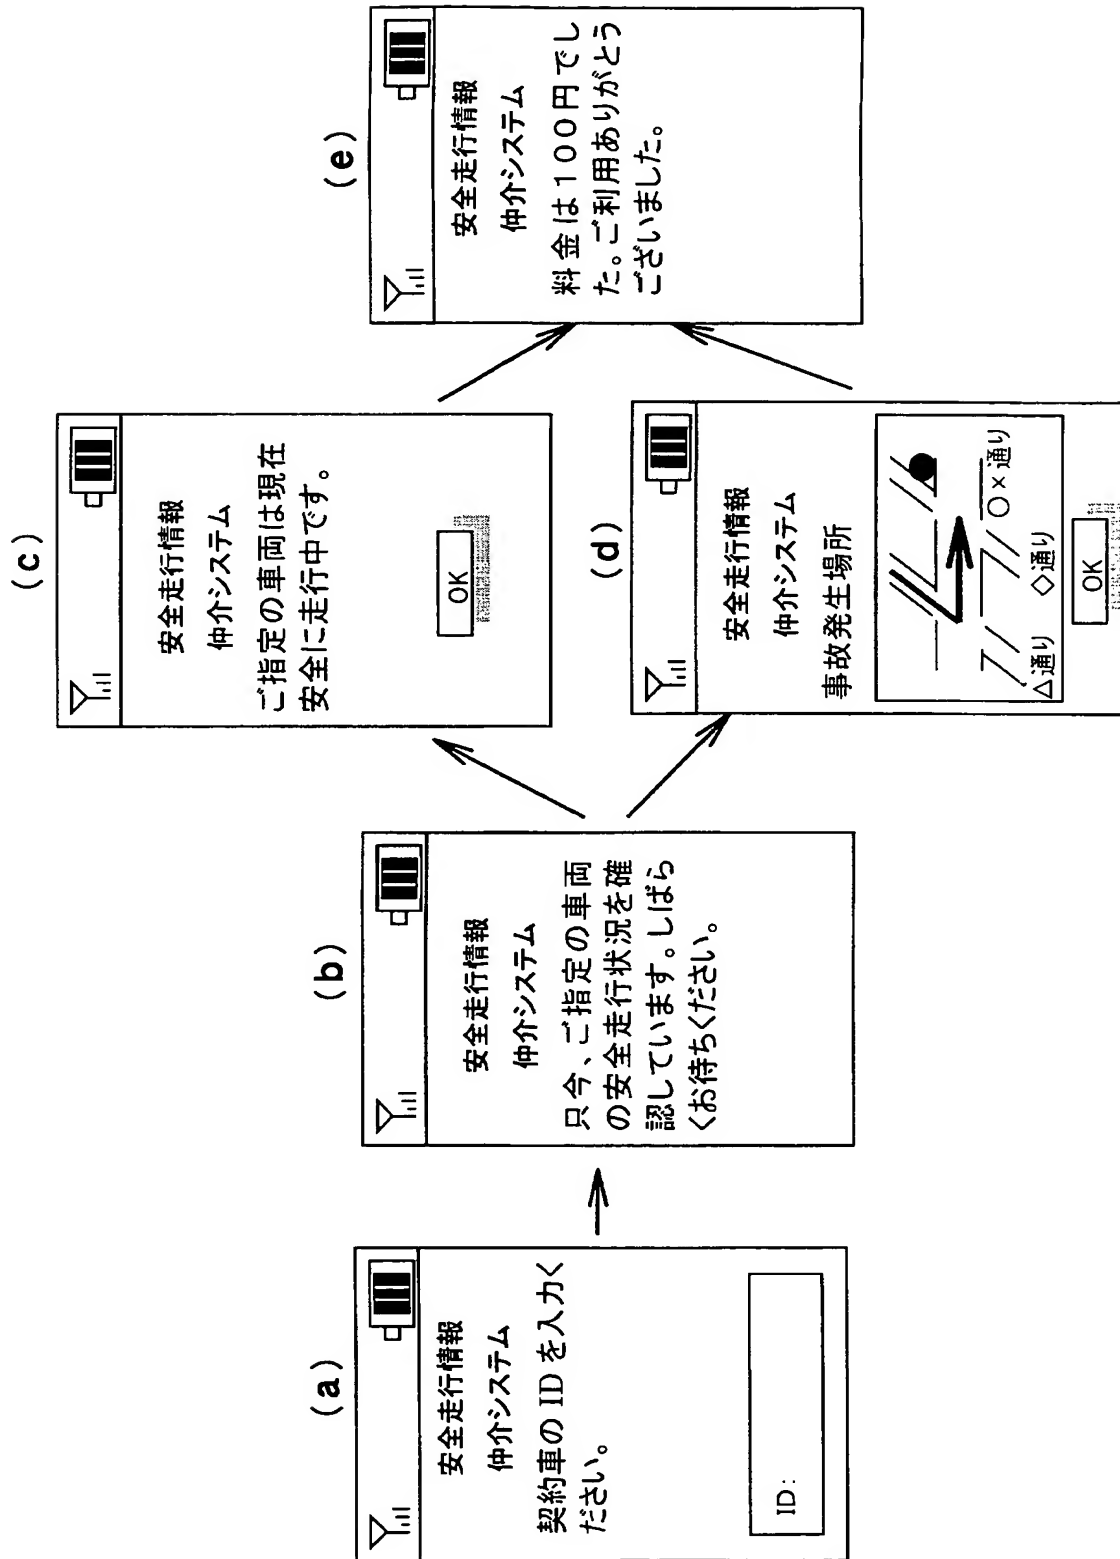 (a)
安全走行情報
仲介システム
契約車の ID を入力く
ださい。
ID:
(b)
安全走行情報
仲介システム
只今、ご指定の車両
の安全走行状況を確
認しています。しばら
くお待ちください。
(c)
安全走行情報
仲介システム
ご指定の車両は現在
安全に走行中です。
OK
(d)
安全走行情報
仲介システム
事故発生場所
○×通り
△通り ◇通り
OK
(e)
安全走行情報
仲介システム
料金は100円でし
た。ご利用ありがとう
ございました。